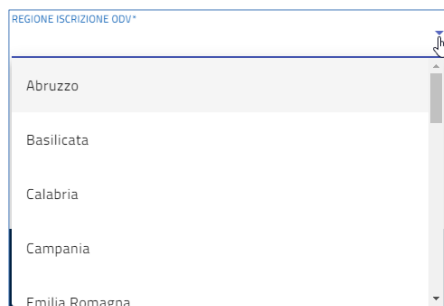 REGIONE ISCRIZIONE ODV*
Abruzzo
Basilicata
Calabria
Campania
Emilia Romagna